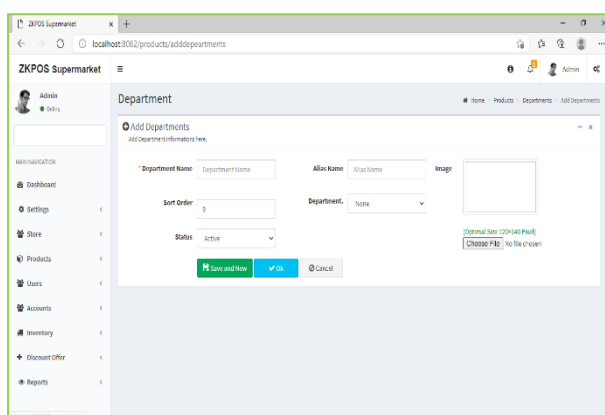 ZKPOS Supermarket
localhost:8082/products/adddepeartments
ZKPOS Supermarket
Admin
Admin
Online
Department
Home Products Departments Add Departments
Add Departments
Add Department informations here.
MAIN NAVIGATION
Dashboard
Settings
Store
Products
Users
Accounts
Inventory
Discount Offer
Reports
* Department Name
Department Name
Alias Name
Alias Name
Image
Sort Order
9
Department.
None
Status
Active
[Optimal Size 120×140 Pixel]
Choose File No file chosen
Save and New
Ok
Cancel